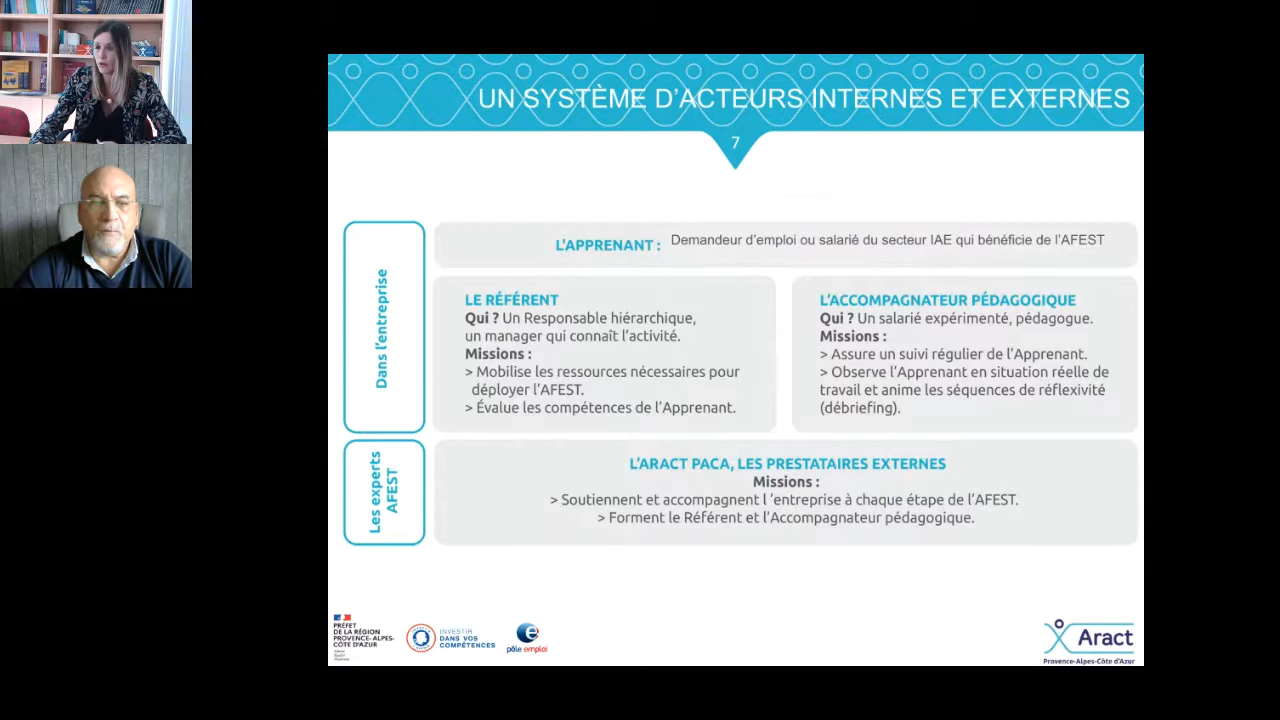 UN SYSTÈME D'ACTEURS INTERNES ET EXTERNES
7
Dans l'entreprise
L'APPRENANT : Demandeur d'emploi ou salarié du secteur IAE qui bénéficie de l'AFEST
LE RÉFÉRENT
Qui ? Un Responsable hiérarchique,
un manager qui connaît l'activité.
Missions :
> Mobilise les ressources nécessaires pour
déployer l'AFEST.
> Évalue les compétences de l'Apprenant.
L'ACCOMPAGNATEUR PÉDAGOGIQUE
Qui ? Un salarié expérimenté, pédagogue.
Missions :
> Assure un suivi régulier de l'Apprenant.
> Observe l'Apprenant en situation réelle de
travail et anime les séquences de réflexivité
(débriefing).
Les experts
AFEST
L'ARACT PACA, LES PRESTATAIRES EXTERNES
Missions :
> Soutiennent et accompagnent l 'entreprise à chaque étape de l'AFEST.
> Forment le Référent et l'Accompagnateur pédagogique.
PRÉFET
DE LA RÉGION
PROVENCE-ALPES-
CÔTE D'AZUR
INVESTIR
DANS VOS
COMPÉTENCES
pôle emploi
Aract
Provence-Alpes-Côte d'Azur